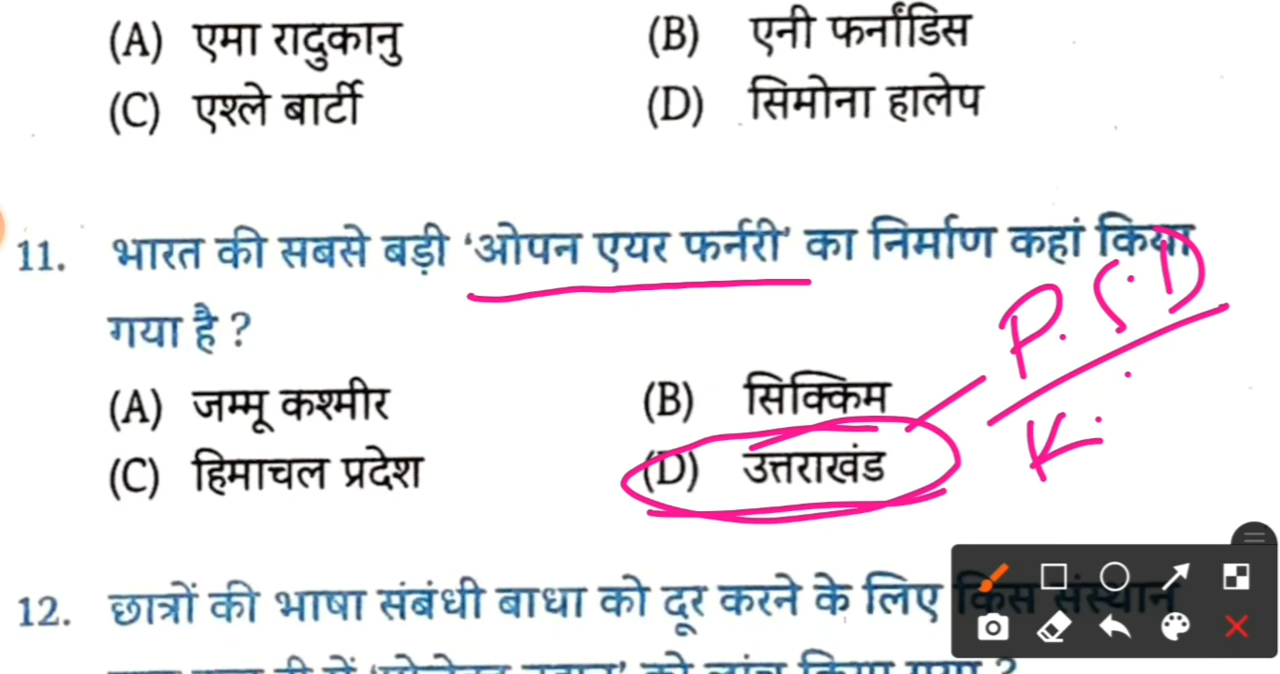 (A) एमा रादुकानु (B) एनी फर्नांडिस
(C) एश्ले बार्टी (D) सिमोना हालेप
11. भारत की सबसे बड़ी ‘ओपन एयर फर्नरी’ का निर्माण कहां किया
गया है ?
P. S. D
K.
(A) जम्मू कश्मीर (B) सिक्किम
(C) हिमाचल प्रदेश (D) उत्तराखंड
12. छात्रों की भाषा संबंधी बाधा को दूर करने के लिए किस संस्थान